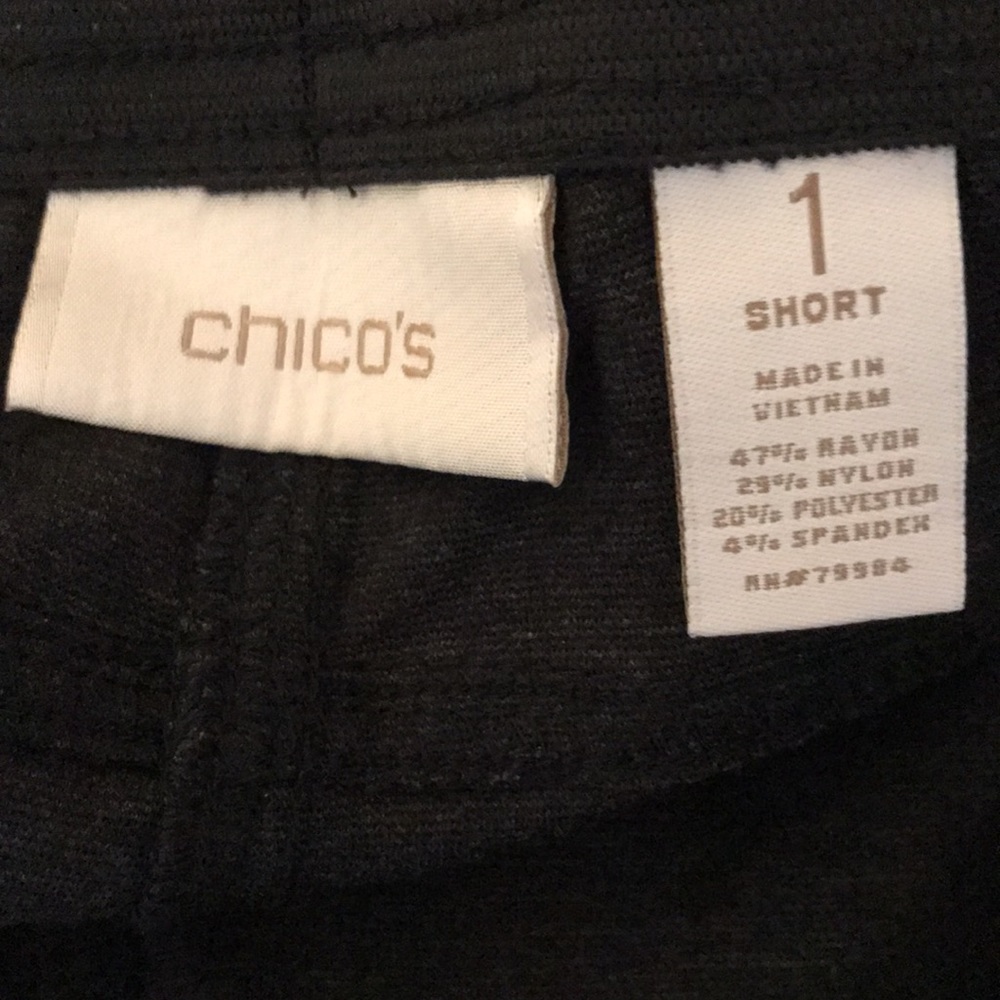 chico's
1
SHORT
MADE IN
VIETNAM
47% RAYON
29% NYLON
20% POLYESTER
4% SPANDEX
RN#79984